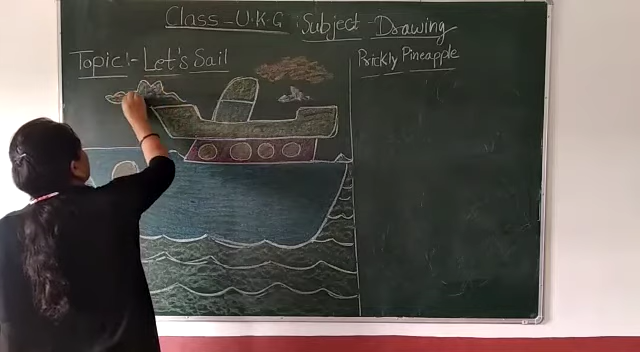 Class - U.K.G : Subject - Drawing
Topic:- Let's Sail
Prickly Pineapple